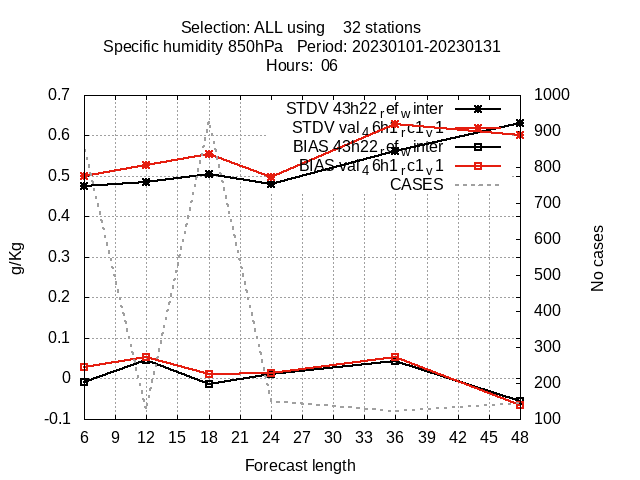 Selection: ALL using    32 stations
Specific humidity 850hPa   Period: 20230101-20230131
Hours:  06
0.7
0.6
0.5
0.4
0.3
0.2
0.1
0
-0.1
g/Kg
STDV 43h22_ref_winter
STDV val_46h1_rc1_v1
BIAS 43h22_ref_winter
BIAS val_46h1_rc1_v1
CASES
1000
900
800
700
600
500
400
300
200
100
No cases
6 9 12 15 18 21 24 27 30 33 36 39 42 45 48
Forecast length